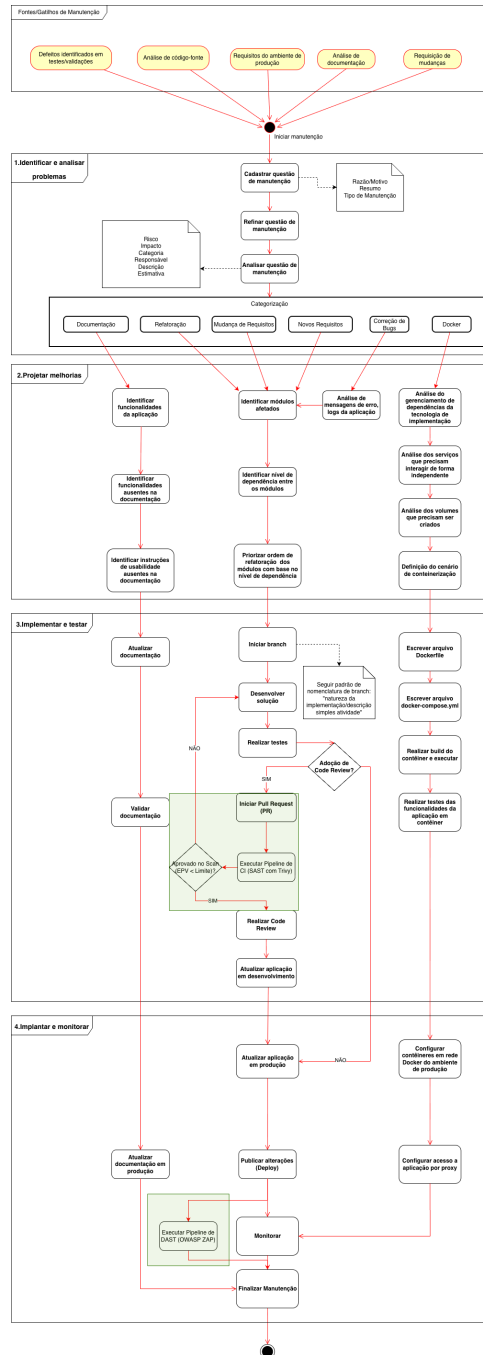 Fontes/Gatilhos de Manutenção
Defeitos identificados em
testes/validações
Análise de código-fonte
Requisitos do ambiente de
produção
Análise de
documentação
Requisição de
mudanças
Iniciar manutenção
1.Identificar e analisar
problemas
Cadastrar questão
de manutenção
Razão/Motivo
Resumo
Tipo de Manutenção
Refinar questão de
manutenção
Risco
Impacto
Categoria
Responsável
Descrição
Estimativa
Analisar questão de
manutenção
Categorização
Documentação
Refatoração
Mudança de Requisitos
Novos Requisitos
Correção de
Bugs
Docker
2.Projetar melhorias
Identificar
funcionalidades
da aplicação
Identificar módulos
afetados
Análise de
mensagens de erro,
logs da aplicação
Análise do
gerenciamento de
dependências da
tecnologia de
implementação
Identificar
funcionalidades
ausentes na
documentação
Identificar nível de
dependência entre
os módulos
Análise dos serviços
que precisam
interagir de forma
independente
Análise dos volumes
que precisam ser
criados
Identificar instruções
de usabilidade
ausentes na
documentação
Priorizar ordem de
refatoração dos
módulos com base no
nível de dependência
Definição do cenário
de conteinerização
3.Implementar e testar
Atualizar
documentação
Iniciar branch
Escrever arquivo
Dockerfile
Seguir padrão de
nomenclatura de branch:
"natureza da
implementação/descrição
simples atividade"
Desenvolver
solução
Escrever arquivo
docker-compose.yml
Realizar testes
NÃO
Adoção de
Code Review?
Realizar build do
contêiner e executar
SIM
Validar
documentação
Iniciar Pull Request
(PR)
Realizar testes das
funcionalidades da
aplicação em
contêiner
Aprovado no Scan
(EPV < Limite)?
Executar Pipeline de
CI (SAST com Trivy)
SIM
Realizar Code
Review
Atualizar aplicação
em desenvolvimento
4.Implantar e monitorar
Atualizar aplicação
em produção
NÃO
Configurar
contêineres em rede
Docker do ambiente
de produção
Atualizar
documentação em
produção
Publicar alterações
(Deploy)
Configurar acesso a
aplicação por proxy
Executar Pipeline de
DAST (OWASP ZAP)
Monitorar
Finalizar Manutenção